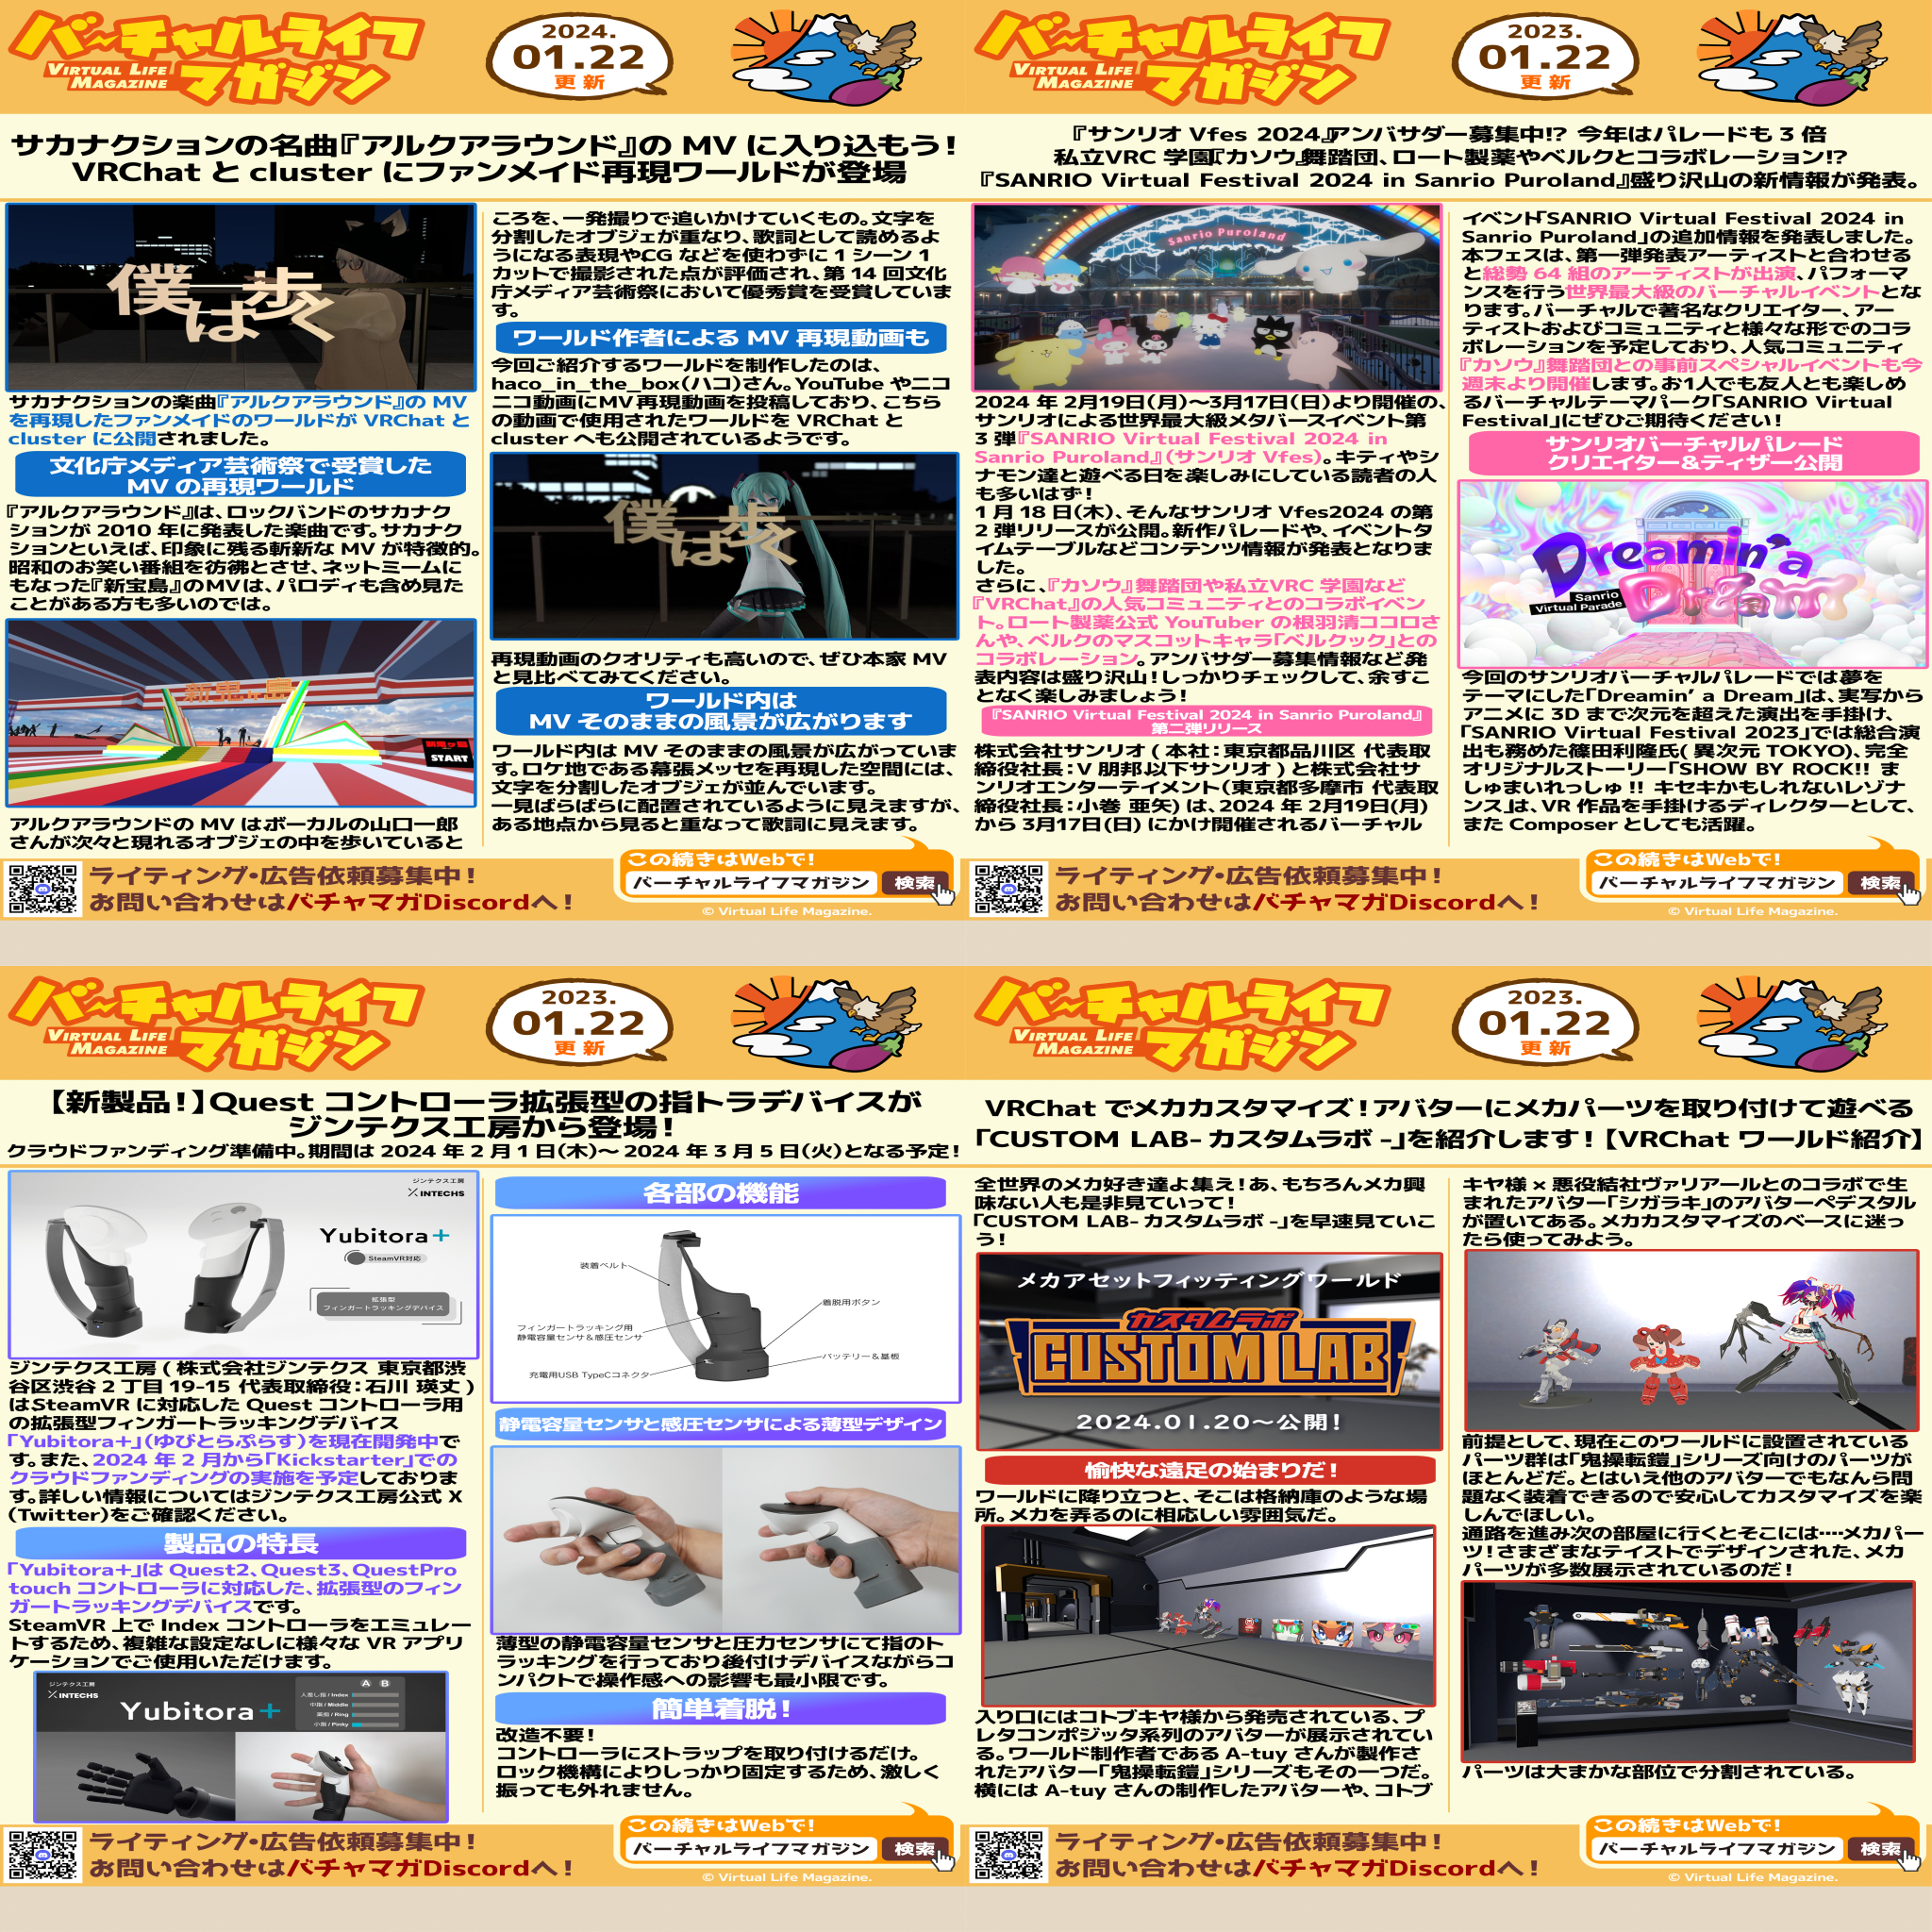 バーチャルライフ
マガジン
VIRTUAL LIFE
MAGAZINE
2024.
01.22
更新
サカナクションの名曲『アルクアラウンド』の MV に入り込もう！
VRChat と cluster にファンメイド再現ワールドが登場
僕は歩く
サカナクションの楽曲『アルクアラウンド』の MV
を再現したファンメイドのワールドが VRChat と
cluster に公開されました。
文化庁メディア芸術祭で受賞した
MV の再現ワールド
『アルクアラウンド』は、ロックバンドのサカナク
ションが 2010 年に発表した楽曲です。サカナク
ションといえば、印象に残る斬新な MV が特徴的。
昭和のお笑い番組を彷彿とさせ、ネットミームに
もなった『新宝島』のMVは、パロディも含め見た
ことがある方も多いのでは。
START
アルクアラウンドの MV はボーカルの山口一郎
さんが次々と現れるオブジェの中を歩いていると
ころを、一発撮りで追いかけていくもの。文字を
分割したオブジェが重なり、歌詞として読めるよ
うになる表現やCG などを使わずに 1 シーン 1
カットで撮影された点が評価され、第 14 回文化
庁メディア芸術祭において優秀賞を受賞していま
す。
ワールド作者による MV 再現動画も
今回ご紹介するワールドを制作したのは、
haco_in_the_box(ハコ)さん。YouTube やニコ
ニコ動画にMV再現動画を投稿しており、こちら
の動画で使用されたワールドを VRChat と
cluster へも公開されているようです。
僕は歩く
再現動画のクオリティも高いので、ぜひ本家 MV
と見比べてみてください。
ワールド内は
MV そのままの風景が広がります
ワールド内は MV そのままの風景が広がっていま
す。ロケ地である幕張メッセを再現した空間には、
文字を分割したオブジェが並んでいます。
一見ばらばらに配置されているように見えますが、
ある地点から見ると重なって歌詞に見えます。
ライティング・広告依頼募集中！
お問い合わせはバチャマガDiscordへ！
この続きはWebで！
バーチャルライフマガジン 検索
© Virtual Life Magazine.
バーチャルライフ
マガジン
VIRTUAL LIFE
MAGAZINE
2023.
01.22
更新
『サンリオ Vfes 2024』アンバサダー募集中!? 今年はパレードも 3 倍
私立VRC 学園『カソウ』舞踏団、ロート製薬やベルクとコラボレーション!?
『SANRIO Virtual Festival 2024 in Sanrio Puroland』盛り沢山の新情報が発表。
Sanrio Puroland
2024 年 2月19日(月)～3月17日(日)より開催の、
サンリオによる世界最大級メタバースイベント第
3 弾『SANRIO Virtual Festival 2024 in
Sanrio Puroland』(サンリオ Vfes)。キティやシ
ナモン達と遊べる日を楽しみにしている読者の人
も多いはず！
1 月 18 日(木)、そんなサンリオ Vfes2024 の第
2 弾リリースが公開。新作パレードや、イベントタ
イムテーブルなどコンテンツ情報が発表となりま
した。
さらに、『カソウ』舞踏団や私立VRC 学園など
『VRChat』の人気コミュニティとのコラボイベン
ト。ロート製薬公式 YouTuber の根羽清ココロさ
んや、ベルクのマスコットキャラ「ベルクック」との
コラボレーション。アンバサダー募集情報など発
表内容は盛り沢山！しっかりチェックして、余すこ
となく楽しみましょう！
『SANRIO Virtual Festival 2024 in Sanrio Puroland』
第二弾リリース
株式会社サンリオ ( 本社：東京都品川区 代表取
締役社長：V 朋邦以下サンリオ ) と株式会社サ
ンリオエンターテイメント(東京都多摩市 代表取
締役社長：小巻 亜矢) は、2024 年 2月19日(月)
から 3月17日(日) にかけ開催されるバーチャル
イベント「SANRIO Virtual Festival 2024 in
Sanrio Puroland」の追加情報を発表しました。
本フェスは、第一弾発表アーティストと合わせる
と総勢 64 組のアーティストが出演、パフォーマ
ンスを行う世界最大級のバーチャルイベントとな
ります。バーチャルで著名なクリエイター、アー
ティストおよびコミュニティと様々な形でのコラ
ボレーションを予定しており、人気コミュニティ
『カソウ』舞踏団との事前スペシャルイベントも今
週末より開催します。お1人でも友人とも楽しめ
るバーチャルテーマパーク「SANRIO Virtual
Festival」にぜひご期待ください！
サンリオバーチャルパレード
クリエイター＆ティザー公開
Dreamin'a
Dream
Sanrio
Virtual Parade
今回のサンリオバーチャルパレードでは夢を
テーマにした「Dreamin' a Dream」は、実写から
アニメに 3D まで次元を超えた演出を手掛け、
「SANRIO Virtual Festival 2023」では総合演
出も務めた篠田利隆氏( 異次元 TOKYO)、完全
オリジナルストーリー「SHOW BY ROCK!! ま
しゅまいれっしゅ !! キセキかもしれないレゾナ
ンス」は、VR 作品を手掛けるディレクターとして、
また Composer としても活躍。
ライティング・広告依頼募集中！
お問い合わせはバチャマガDiscordへ！
この続きはWebで！
バーチャルライフマガジン 検索
© Virtual Life Magazine.
バーチャルライフ
マガジン
VIRTUAL LIFE
MAGAZINE
2023.
01.22
更新
【新製品！】Quest コントローラ拡張型の指トラデバイスが
ジンテクス工房から登場！
クラウドファンディング準備中。期間は 2024 年 2 月 1 日(木)～ 2024 年 3 月 5 日(火)となる予定！
ジンテクス工房
INTECHS
Yubitora+
SteamVR対応
拡張型
フィンガートラッキングデバイス
ジンテクス工房 ( 株式会社ジンテクス 東京都渋
谷区渋谷 2 丁目 19-15 代表取締役：石川 瑛丈 )
はSteamVR に対応した Quest コントローラ用
の拡張型フィンガートラッキングデバイス
「Yubitora+」(ゆびとらぷらす)を現在開発中で
す。また、2024 年 2 月から「Kickstarter」での
クラウドファンディングの実施を予定しておりま
す。詳しい情報についてはジンテクス工房公式 X
(Twitter)をご確認ください。
製品の特長
「Yubitora+」は Quest2、Quest3、QuestPro
touch コントローラに対応した、拡張型のフィン
ガートラッキングデバイスです。
SteamVR 上で Index コントローラをエミュレー
トするため、複雑な設定なしに様々な VR アプリ
ケーションでご使用いただけます。
ジンテクス工房
INTECHS
Yubitora+
A B
人差し指 / Index
中指 / Middle
薬指 / Ring
小指 / Pinky
各部の機能
装着ベルト
着脱用ボタン
フィンガートラッキング用
静電容量センサ＆感圧センサ
バッテリー＆基板
充電用USB TypeCコネクタ
静電容量センサと感圧センサによる薄型デザイン
薄型の静電容量センサと圧力センサにて指のト
ラッキングを行っており後付けデバイスながらコ
ンパクトで操作感への影響も最小限です。
簡単着脱！
改造不要！
コントローラにストラップを取り付けるだけ。
ロック機構によりしっかり固定するため、激しく
振っても外れません。
ライティング・広告依頼募集中！
お問い合わせはバチャマガDiscordへ！
この続きはWebで！
バーチャルライフマガジン 検索
© Virtual Life Magazine.
バーチャルライフ
マガジン
VIRTUAL LIFE
MAGAZINE
2023.
01.22
更新
VRChat でメカカスタマイズ！アバターにメカパーツを取り付けて遊べる
「CUSTOM LAB- カスタムラボ -」を紹介します！【VRChat ワールド紹介】
全世界のメカ好き達よ集え！あ、もちろんメカ興
味ない人も是非見ていって！
「CUSTOM LAB- カスタムラボ -」を早速見ていこ
う！
メカアセットフィッティングワールド
カスタムラボ
CUSTOM LAB
2024.01.20～公開！
愉快な遠足の始まりだ！
ワールドに降り立つと、そこは格納庫のような場
所。メカを弄るのに相応しい雰囲気だ。
入り口にはコトブキヤ様から発売されている、プ
レタコンポジッタ系列のアバターが展示されてい
る。ワールド制作者である A-tuy さんが製作さ
れたアバター「鬼操転鎧」シリーズもその一つだ。
横には A-tuy さんの制作したアバターや、コトブ
キヤ様 × 悪役結社ヴァリアールとのコラボで生
まれたアバター「シガラキ」のアバターペデスタル
が置いてある。メカカスタマイズのベースに迷っ
たら使ってみよう。
前提として、現在このワールドに設置されている
パーツ群は「鬼操転鎧」シリーズ向けのパーツが
ほとんどだ。とはいえ他のアバターでもなんら問
題なく装着できるので安心してカスタマイズを楽
しんでほしい。
通路を進み次の部屋に行くとそこには…・メカパー
ツ！さまざまなテイストでデザインされた、メカ
パーツが多数展示されているのだ！
パーツは大まかな部位で分割されている。
ライティング・広告依頼募集中！
お問い合わせはバチャマガDiscordへ！
この続きはWebで！
バーチャルライフマガジン 検索
© Virtual Life Magazine.